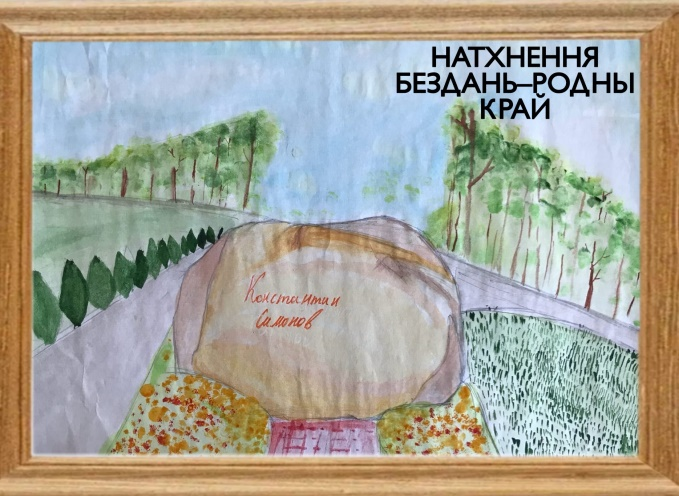 НАТХНЕННЯ
БЕЗДАНЬ–РОДНЫ
КРАЙ
Константин
Симонов